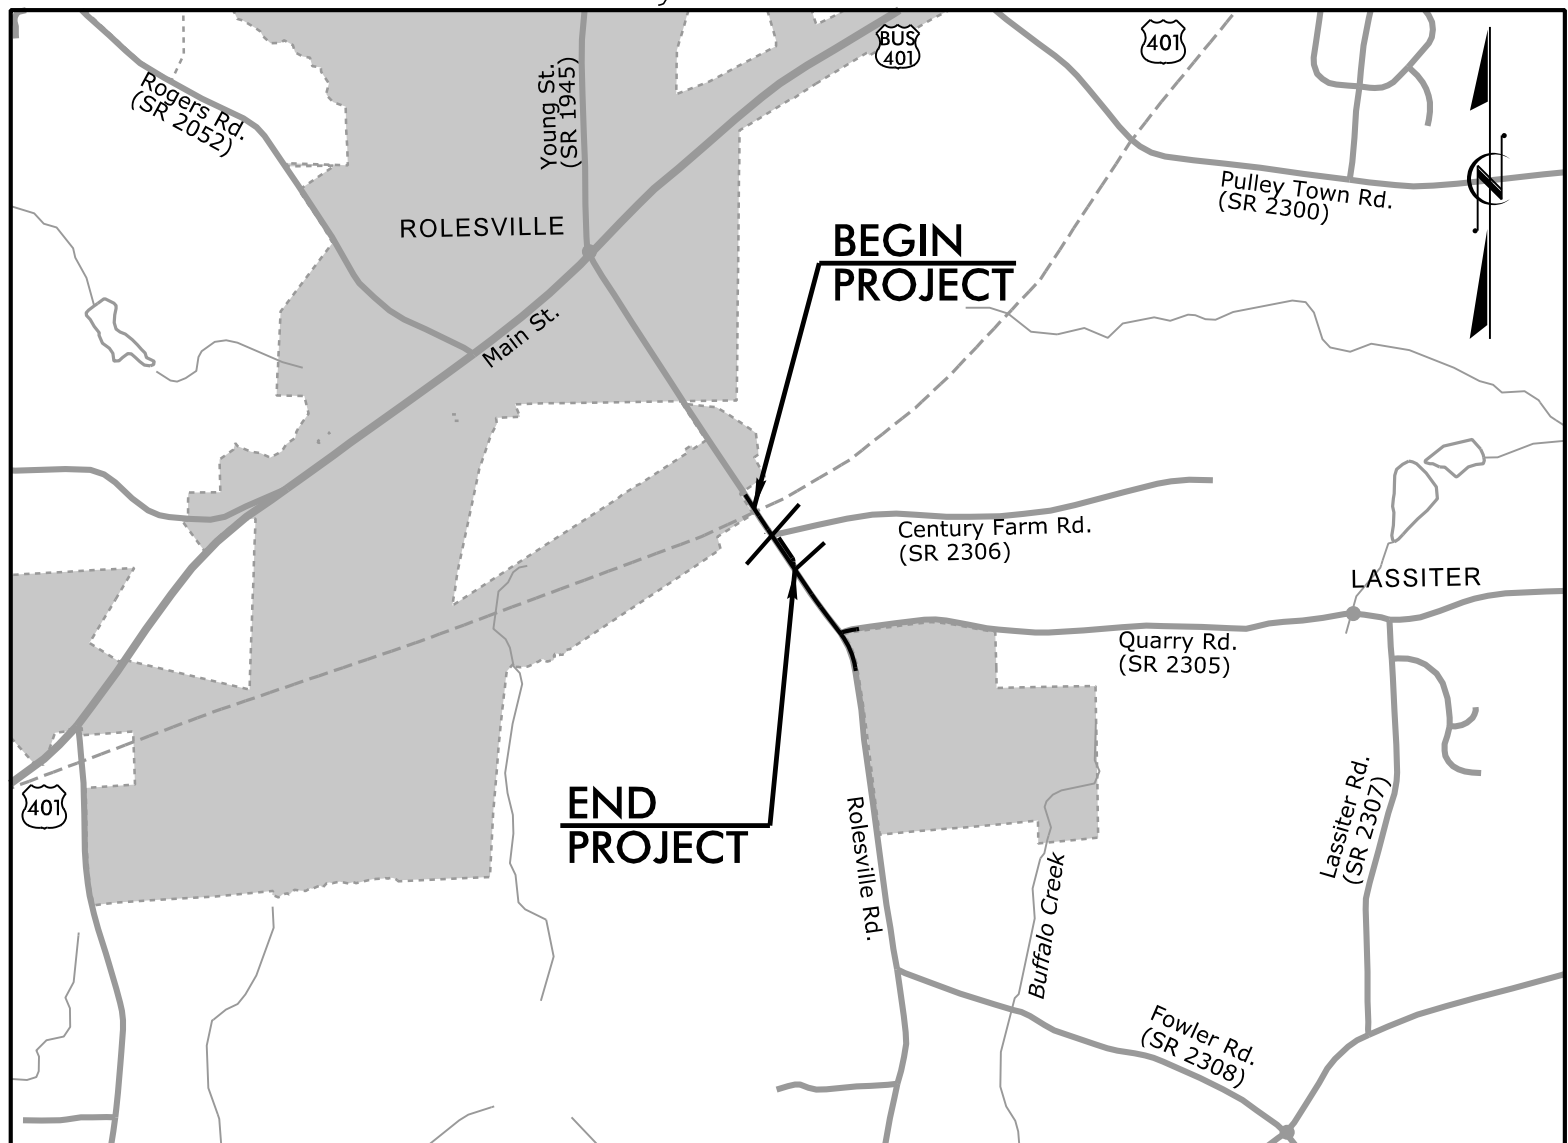 BUS
401
401
Rogers Rd.
(SR 2052)
Young St.
(SR 1945)
Pulley Town Rd.
(SR 2300)
N
ROLESVILLE
BEGIN
PROJECT
Main St.
Century Farm Rd.
(SR 2306)
LASSITER
Quarry Rd.
(SR 2305)
401
END
PROJECT
Rolesville Rd.
Lassiter Rd.
(SR 2307)
Buffalo Creek
Fowler Rd.
(SR 2308)